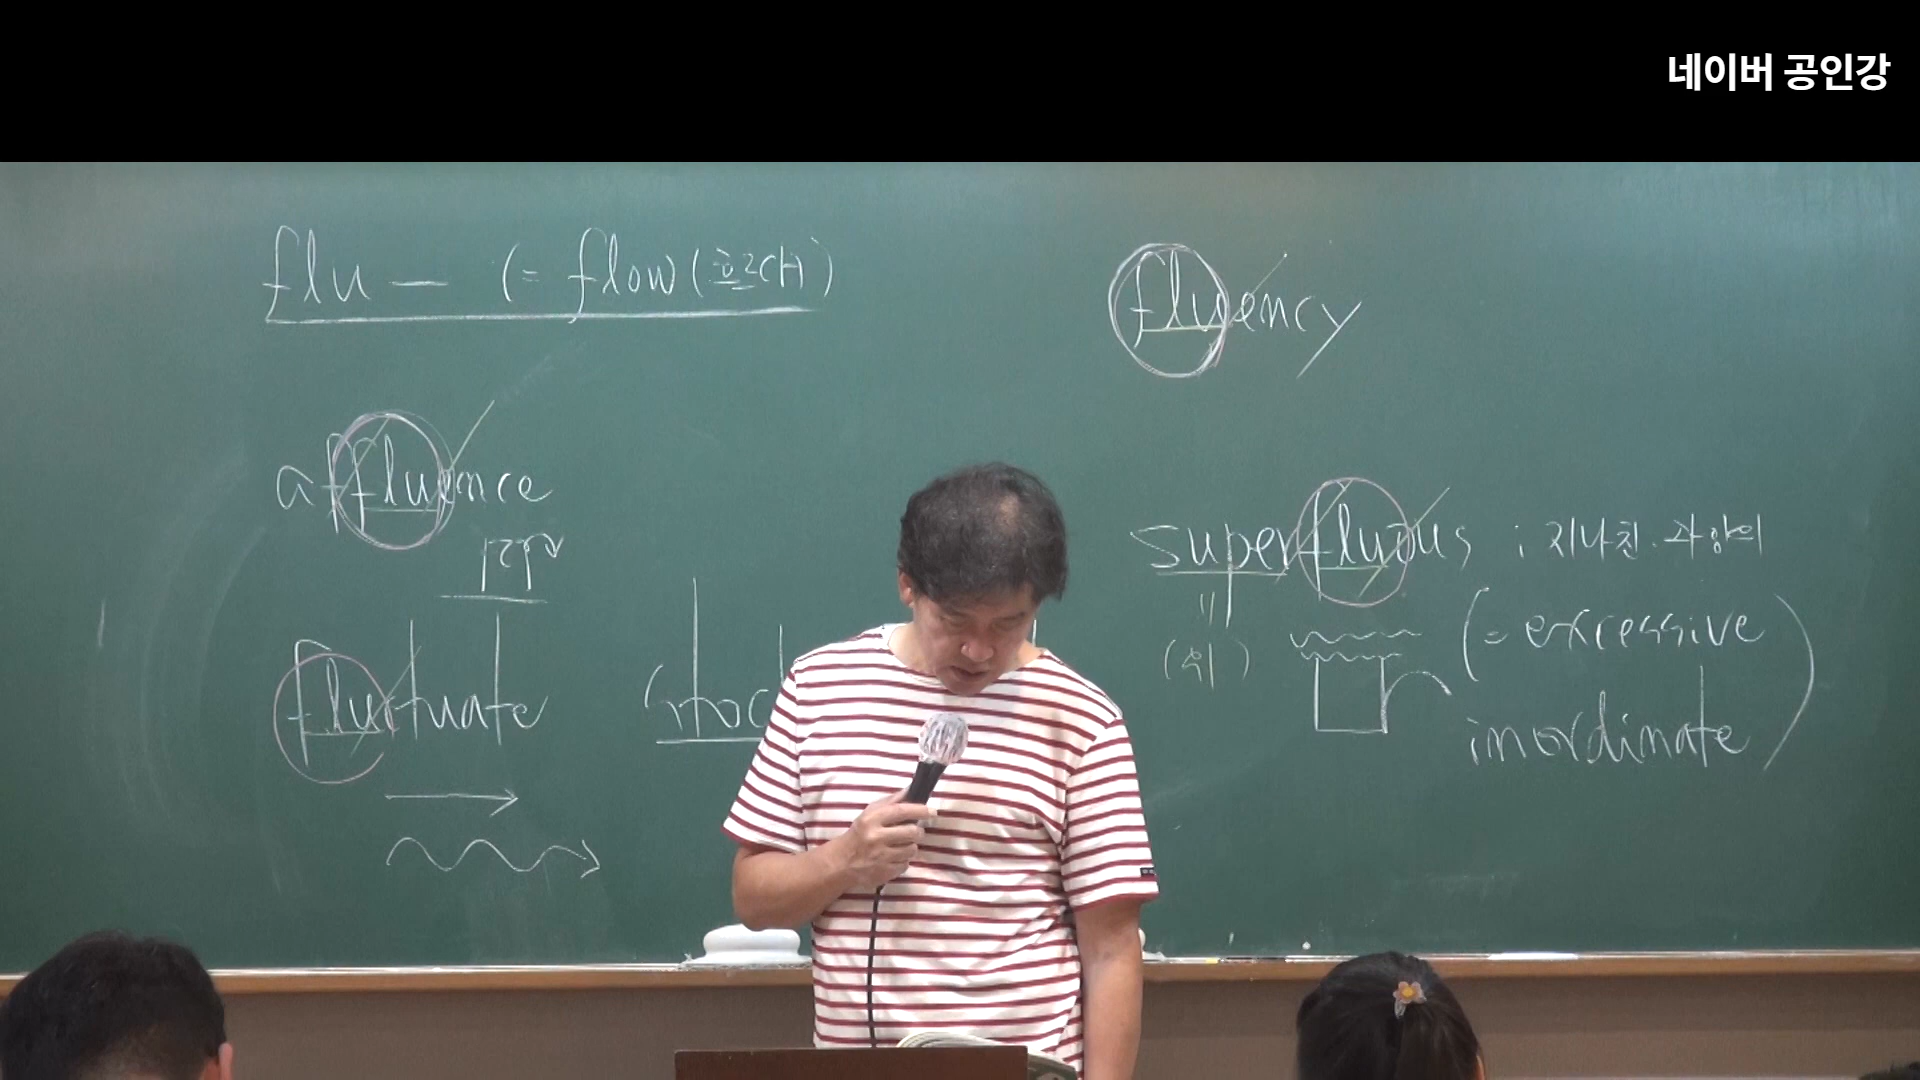 네이버 공인강
flu — (= flow (흐르다)
fluency
affluence
fluctuate
stoc
superfluous : 지나친. 과잉의
(위)
(= excessive
inordinate)